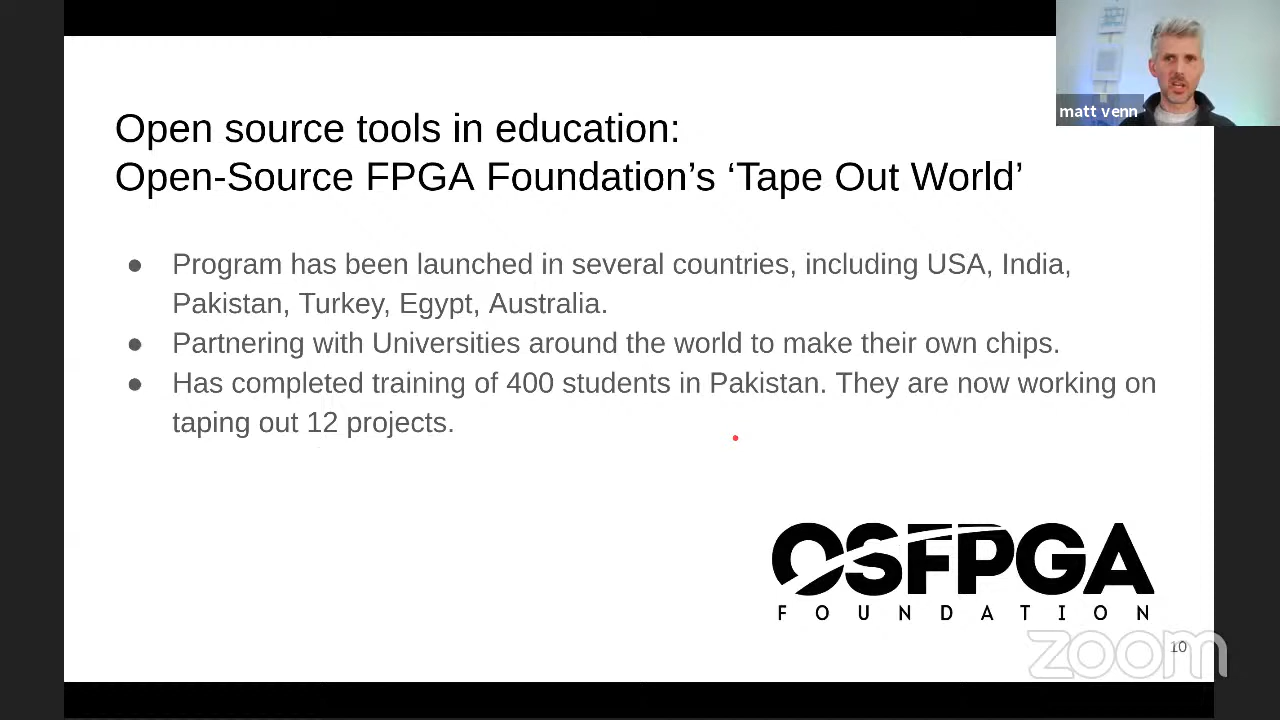 matt venn
Open source tools in education:
Open-Source FPGA Foundation’s ‘Tape Out World’
● Program has been launched in several countries, including USA, India,
Pakistan, Turkey, Egypt, Australia.
● Partnering with Universities around the world to make their own chips.
● Has completed training of 400 students in Pakistan. They are now working on
taping out 12 projects.
OSFPGA
FOUNDATION
10
zoom